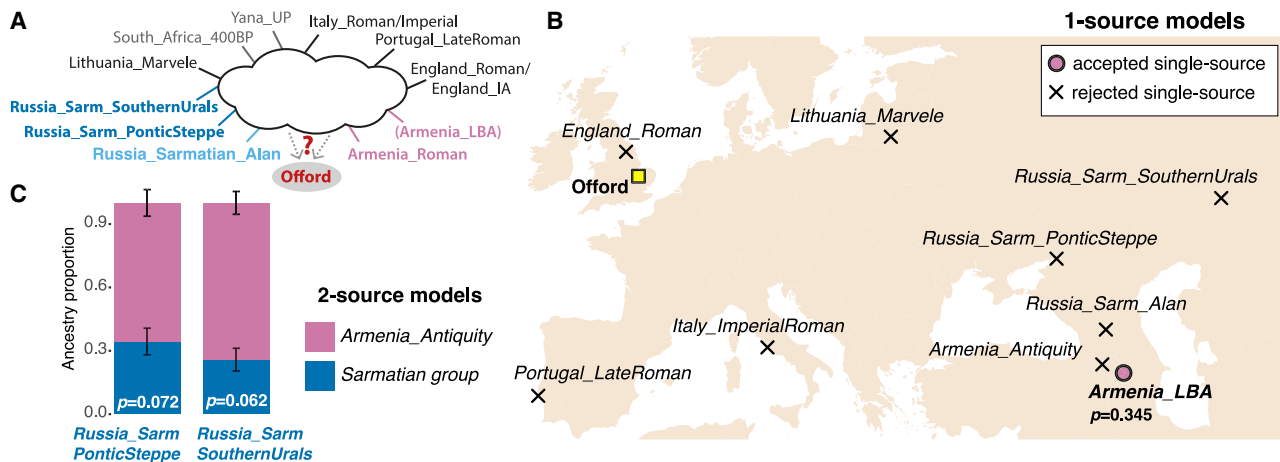 A
Yana_UP
Italy_Roman/Imperial
South_Africa_400BP
Portugal_LateRoman
Lithuania_Marvele
England_Roman/
England_IA
Russia_Sarm_SouthernUrals
Russia_Sarm_PonticSteppe
(Armenia_LBA)
Russia_Sarmatian_Alan
?
Armenia_Roman
Offord
B
1-source models
accepted single-source
rejected single-source
Lithuania_Marvele
England_Roman
Offord
Russia_Sarm_SouthernUrals
Russia_Sarm_PonticSteppe
Russia_Sarm_Alan
Italy_ImperialRoman
Armenia_Antiquity
Portugal_LateRoman
Armenia_LBA
p=0.345
C
Ancestry proportion
0.9
0.6
0.3
0.0
p=0.072
p=0.062
Russia_Sarm
PonticSteppe
Russia_Sarm
SouthernUrals
2-source models
Armenia_Antiquity
Sarmatian group